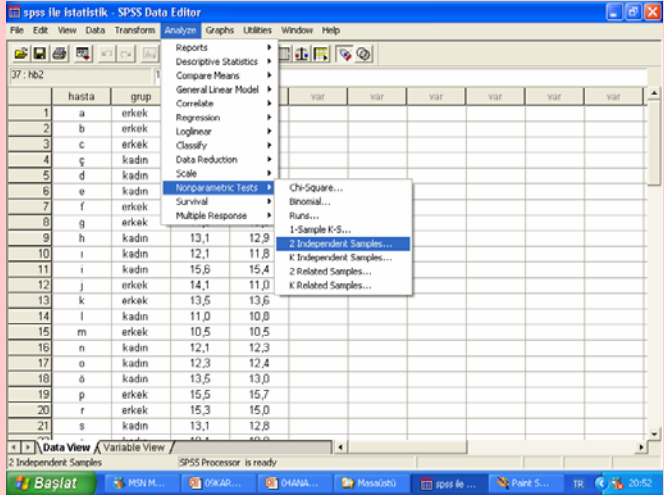 spss ile istatistik - SPSS Data Editor
File Edit View Data Transform Analyze Graphs Utilities Window Help
37 : hb2
hasta grup var var var var var var
1 a erkek
2 b erkek
3 c erkek
4 ç kadın
5 d kadın
6 e kadın
7 f erkek
8 g erkek
9 h kadın 13,1 12,9
10 ı kadın 12,1 11,8
11 i kadın 15,6 15,4
12 j erkek 14,1 11,0
13 k erkek 13,5 13,6
14 l kadın 11,0 10,8
15 m erkek 10,5 10,5
16 n kadın 12,1 12,3
17 o kadın 12,3 12,4
18 ö kadın 13,5 13,0
19 p erkek 15,5 15,7
20 r erkek 15,3 15,0
21 s kadın 13,1 12,8
Reports
Descriptive Statistics
Compare Means
General Linear Model
Correlate
Regression
Loglinear
Classify
Data Reduction
Scale
Nonparametric Tests
Survival
Multiple Response
Chi-Square...
Binomial...
Runs...
1-Sample K-S...
2 Independent Samples...
K Independent Samples...
2 Related Samples...
K Related Samples...
Data View Variable View
2 Independent Samples SPSS Processor is ready
Başlat MSN M... 09KAR... 04ANA... Masaüstü spss ile ... Paint S... TR 20:52